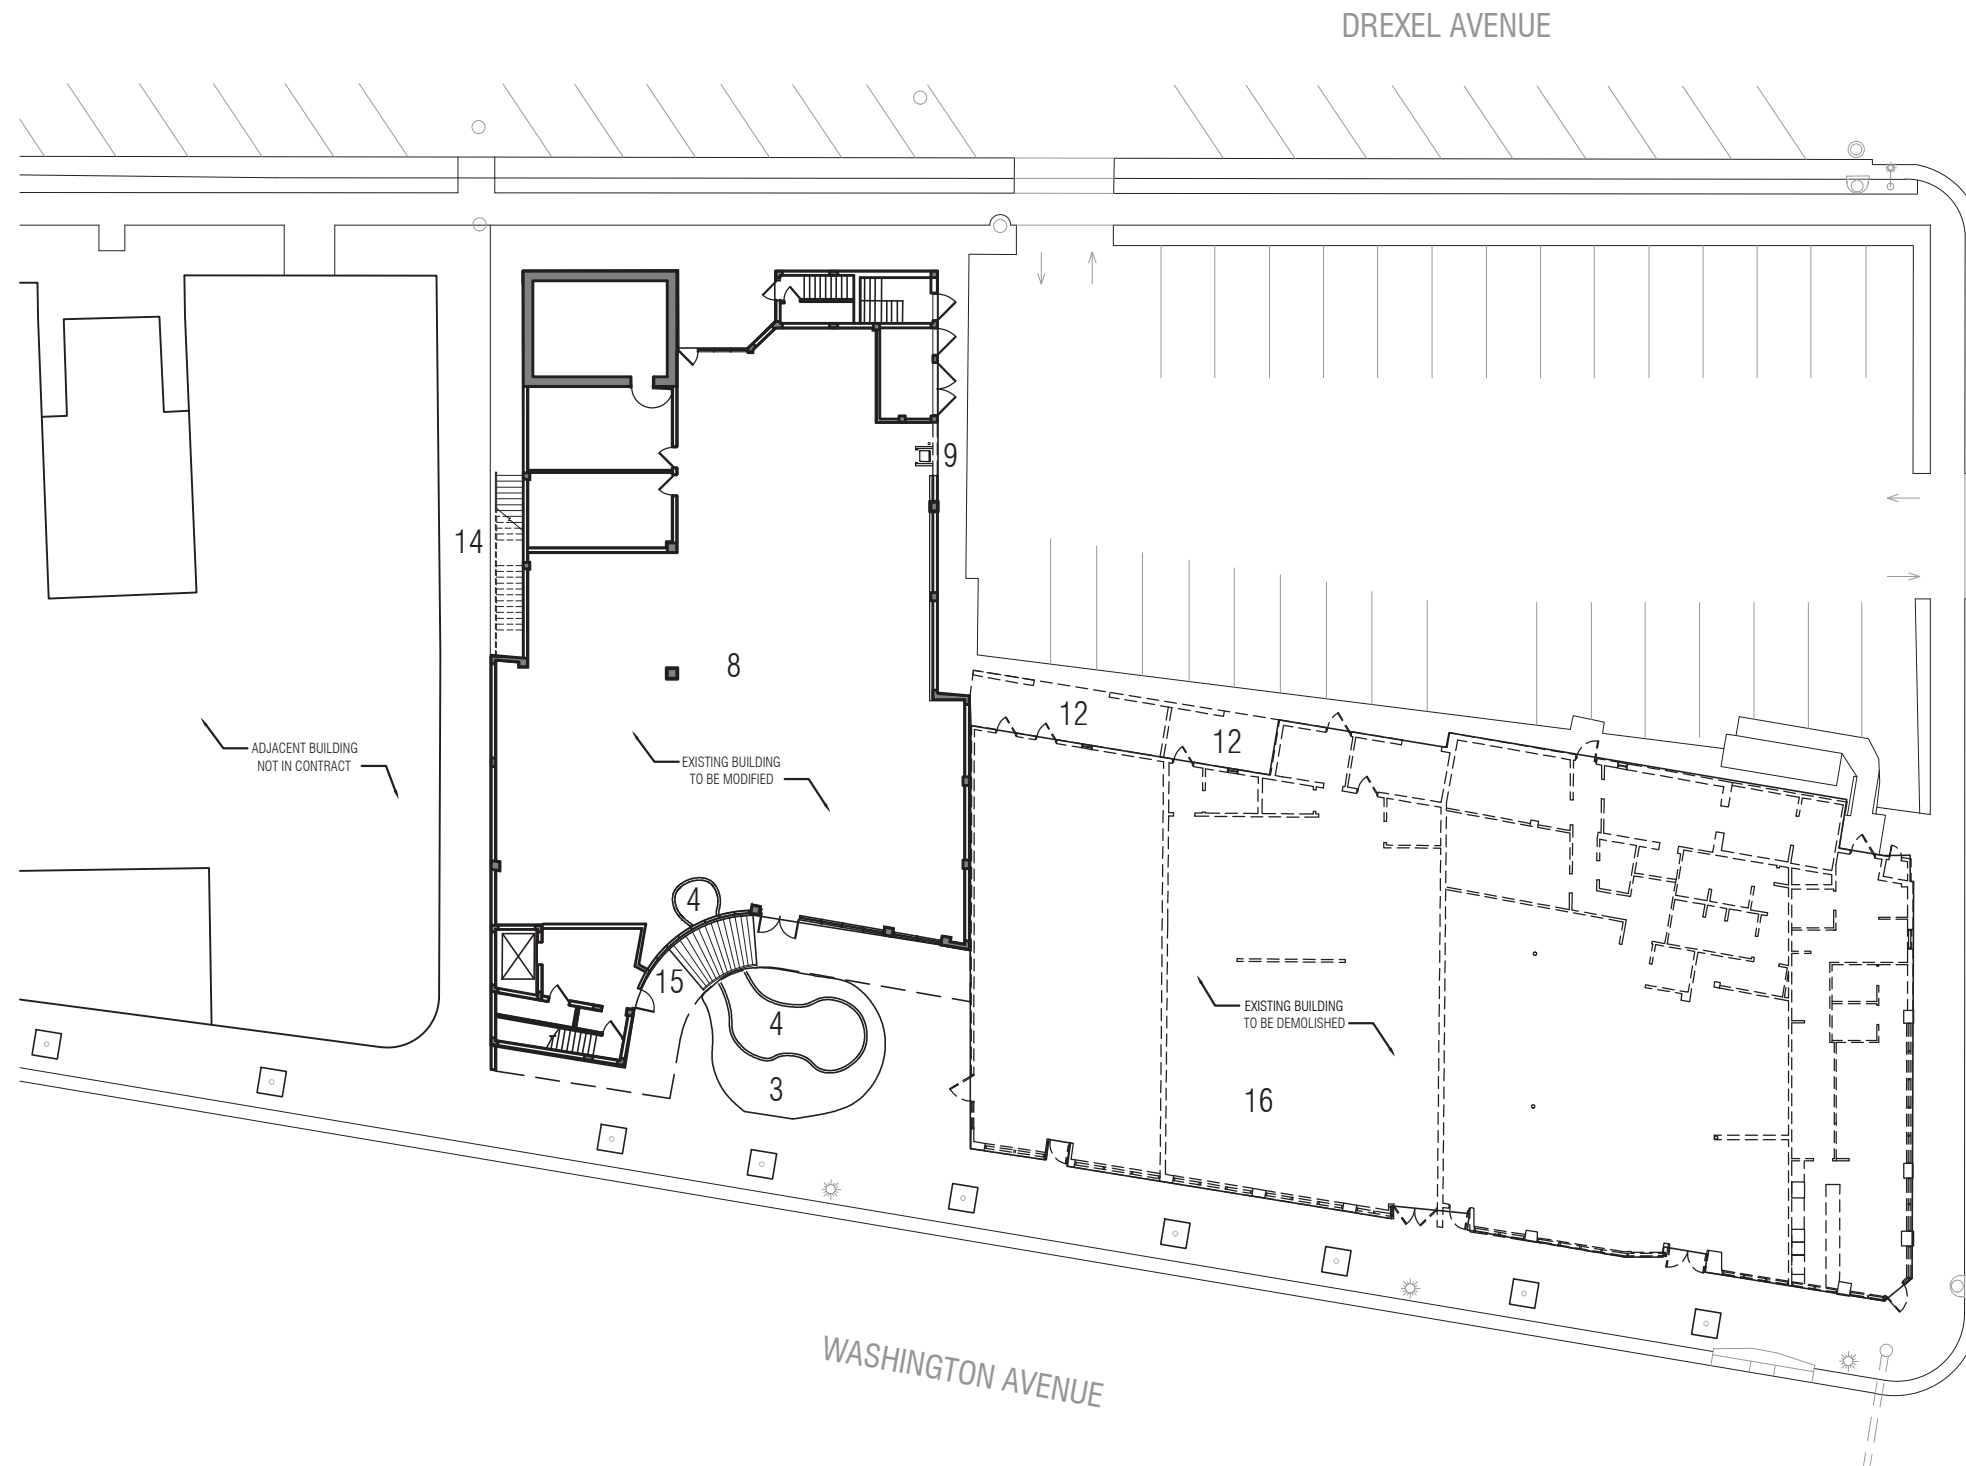 DREXEL AVENUE
9
14
8
12
12
ADJACENT BUILDING
NOT IN CONTRACT
EXISTING BUILDING
TO BE MODIFIED
4
15
4
EXISTING BUILDING
TO BE DEMOLISHED
3
16
WASHINGTON AVENUE